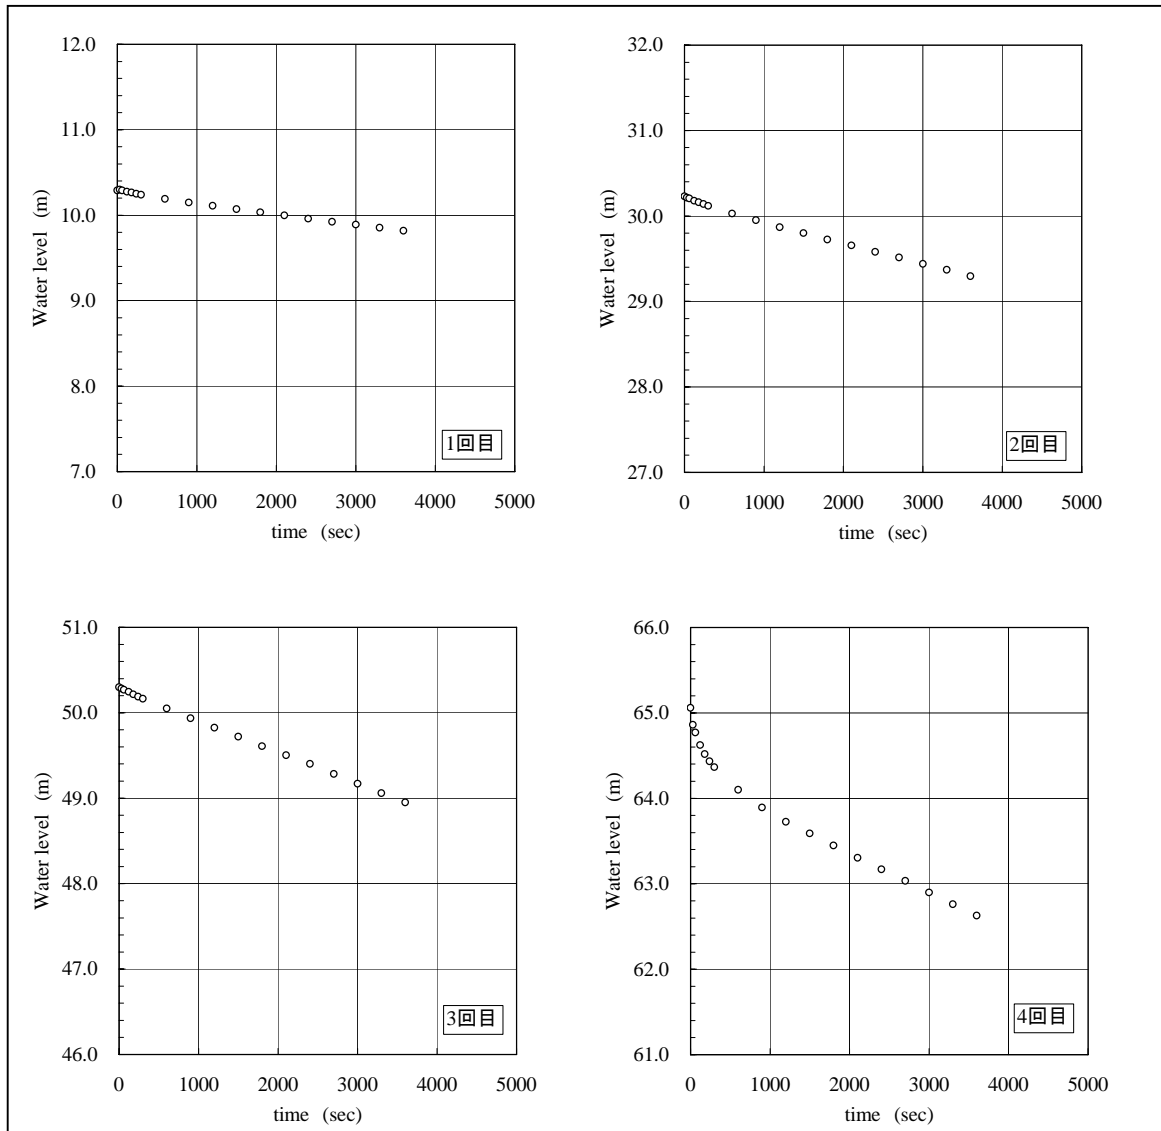 12.0
11.0
10.0
9.0
8.0
7.0
Water level (m)
1回目
0 1000 2000 3000 4000 5000
time (sec)
32.0
31.0
30.0
29.0
28.0
27.0
Water level (m)
2回目
0 1000 2000 3000 4000 5000
time (sec)
51.0
50.0
49.0
48.0
47.0
46.0
Water level (m)
3回目
0 1000 2000 3000 4000 5000
time (sec)
66.0
65.0
64.0
63.0
62.0
61.0
Water level (m)
4回目
0 1000 2000 3000 4000 5000
time (sec)